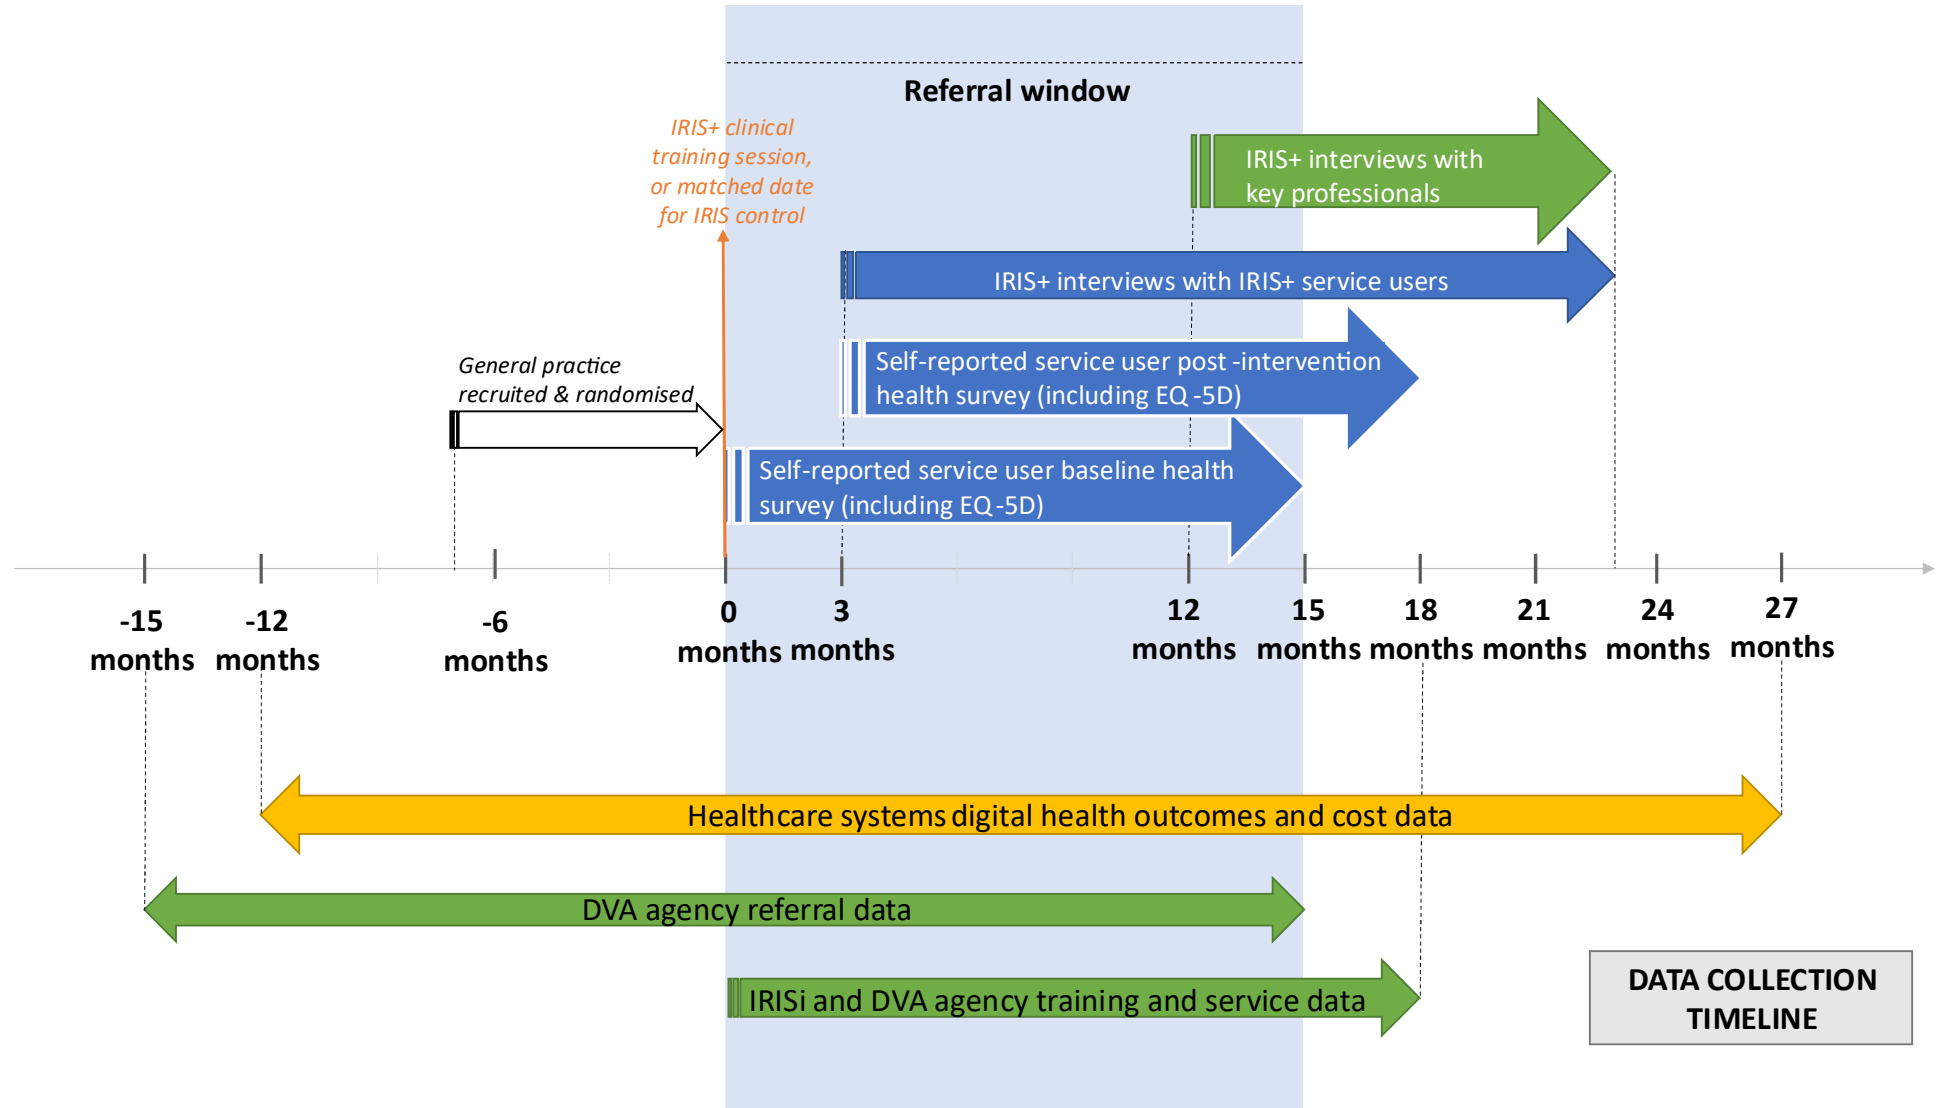 Referral window
IRIS+ clinical
training session,
or matched date
for IRIS control
IRIS+ interviews with
key professionals
IRIS+ interviews with IRIS+ service users
General practice
recruited & randomised
Self-reported service user post -intervention
health survey (including EQ -5D)
Self-reported service user baseline health
survey (including EQ -5D)
-15
months
-12
months
-6
months
0
months
3
months
12
months
15
months
18
months
21
months
24
months
27
months
Healthcare systems digital health outcomes and cost data
DVA agency referral data
IRISi and DVA agency training and service data
DATA COLLECTION
TIMELINE